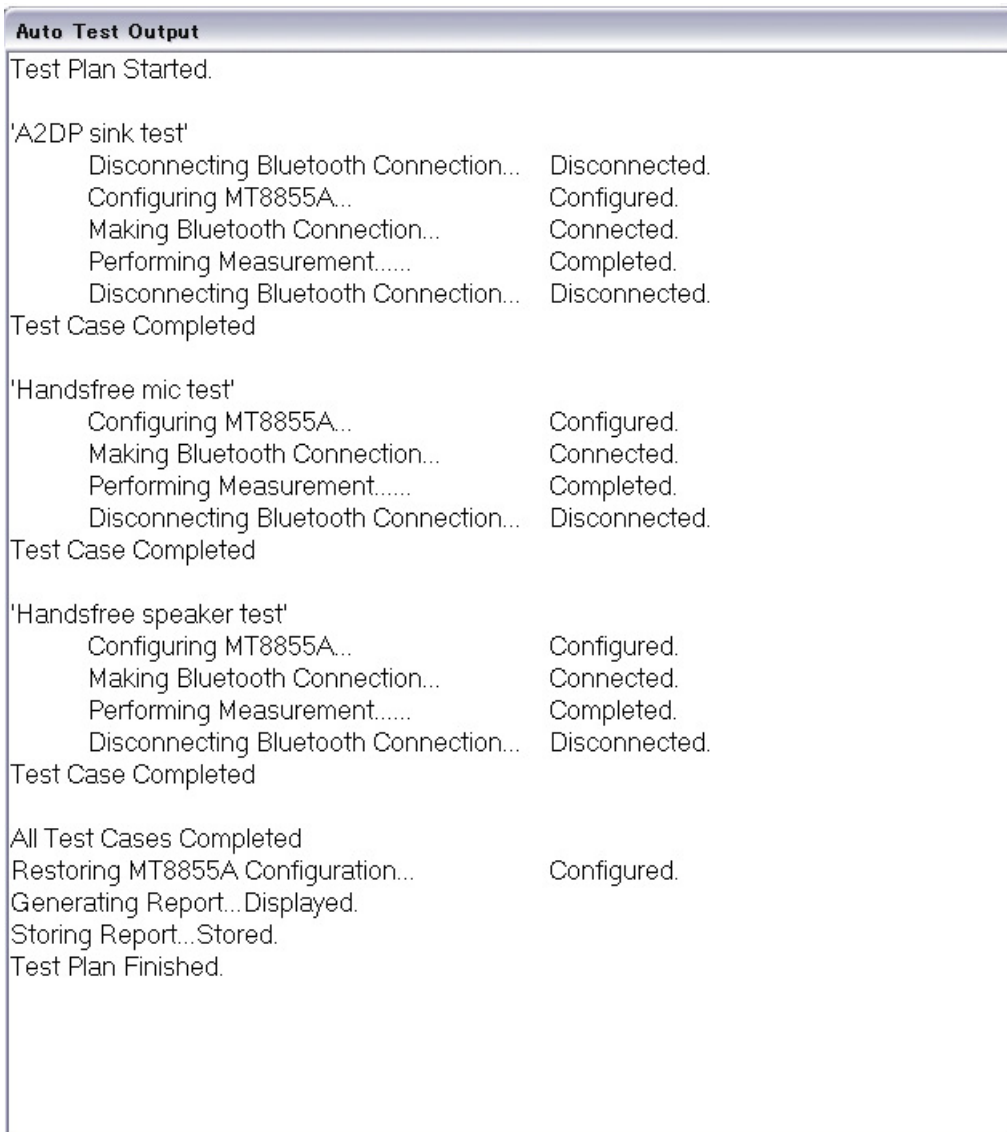 Auto Test Output
Test Plan Started.
'A2DP sink test'
Disconnecting Bluetooth Connection... Disconnected.
Configuring MT8855A... Configured.
Making Bluetooth Connection... Connected.
Performing Measurement...... Completed.
Disconnecting Bluetooth Connection... Disconnected.
Test Case Completed
'Handsfree mic test'
Configuring MT8855A... Configured.
Making Bluetooth Connection... Connected.
Performing Measurement...... Completed.
Disconnecting Bluetooth Connection... Disconnected.
Test Case Completed
'Handsfree speaker test'
Configuring MT8855A... Configured.
Making Bluetooth Connection... Connected.
Performing Measurement...... Completed.
Disconnecting Bluetooth Connection... Disconnected.
Test Case Completed
All Test Cases Completed
Restoring MT8855A Configuration... Configured.
Generating Report...Displayed.
Storing Report...Stored.
Test Plan Finished.